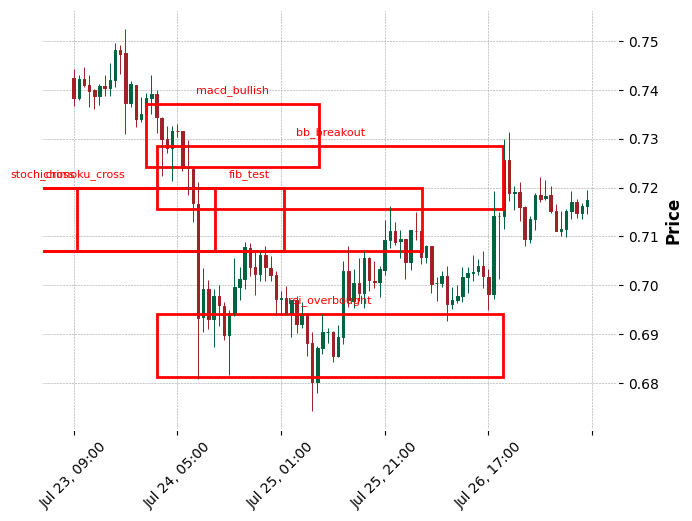 0.75
0.74
macd_bullish
0.73
bb_breakout
0.72
fib_test
0.71
0.70
0.69
0.68
Price
Jul 23, 09:00
Jul 24, 05:00
Jul 25, 01:00
Jul 25, 21:00
Jul 26, 17:00